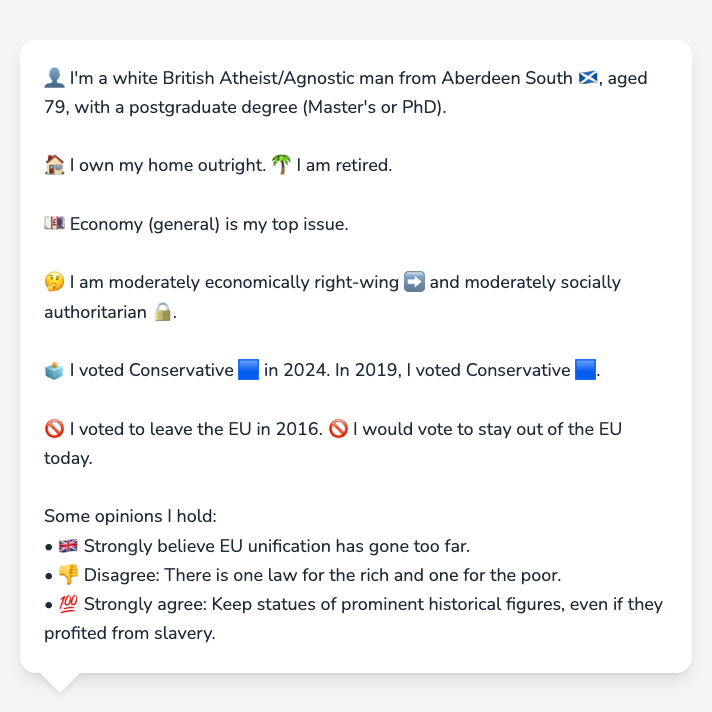 👤 I'm a white British Atheist/Agnostic man from Aberdeen South 🏴󠁧󠁢󠁳󠁣󠁴󠁿, aged
79, with a postgraduate degree (Master's or PhD).
🏠 I own my home outright. 🌴 I am retired.
💷 Economy (general) is my top issue.
🤔 I am moderately economically right-wing ➡️ and moderately socially
authoritarian 🔒.
🗳️ I voted Conservative 🟦 in 2024. In 2019, I voted Conservative 🟦.
🚫 I voted to leave the EU in 2016. 🚫 I would vote to stay out of the EU
today.
Some opinions I hold:
• 🇬🇧 Strongly believe EU unification has gone too far.
• 👎 Disagree: There is one law for the rich and one for the poor.
• 💯 Strongly agree: Keep statues of prominent historical figures, even if they
profited from slavery.